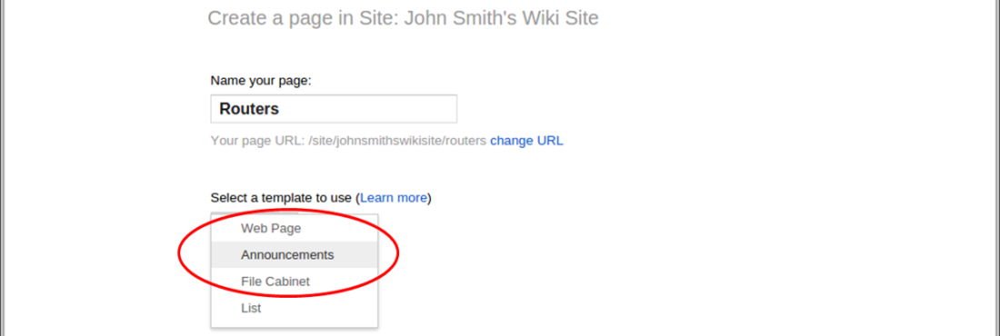 Create a page in Site: John Smith's Wiki Site
Name your page:
Routers
Your page URL: /site/johnsmithswikisite/routers change URL
Select a template to use (Learn more)
Web Page
Announcements
File Cabinet
List